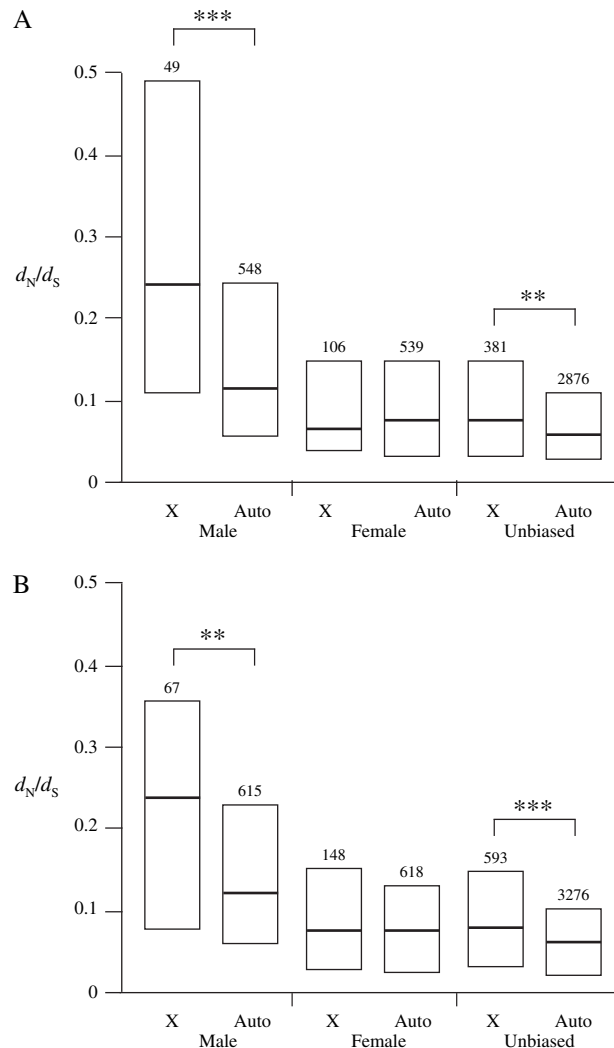 A
***
0.5
49
0.4
0.3
548
dN/dS
**
0.2
106 539 381
2876
0.1
0
X Auto X Auto X Auto
Male Female Unbiased
B
0.5
**
0.4
67
0.3
dN/dS
615
***
0.2
148 618 593
3276
0.1
0
X Auto X Auto X Auto
Male Female Unbiased